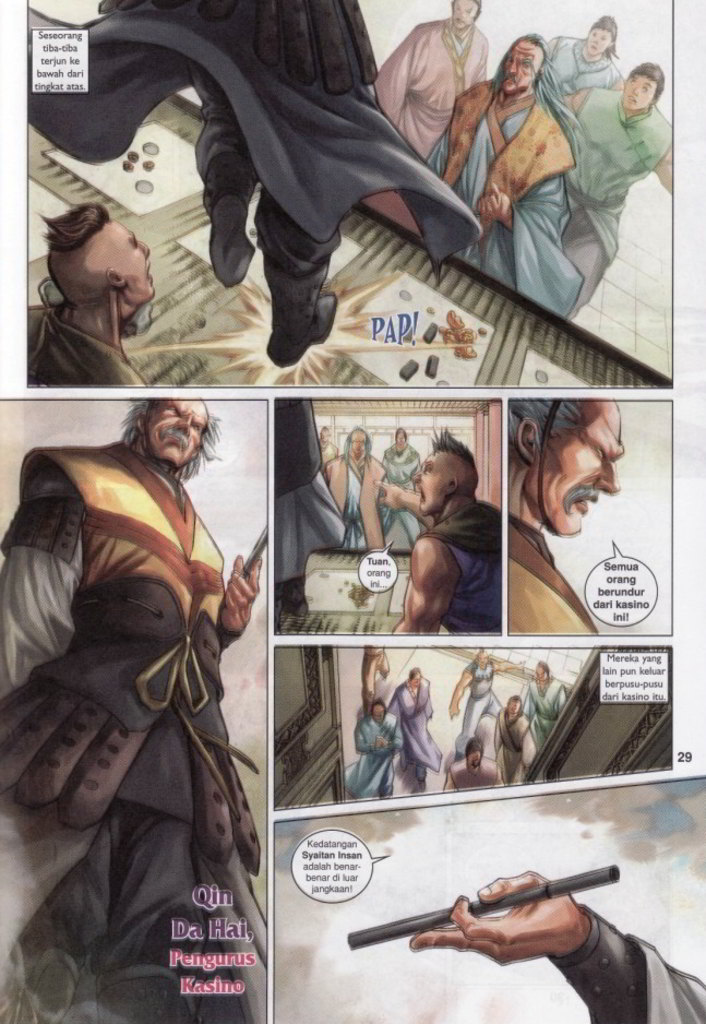 Seseorang
tiba-tiba
terjun ke
bawah dari
tingkat atas.
PAP!
Qin
Da Hai,
Pengurus
Kasino
Tuan,
orang
ini...
Semua
orang
berundur
dari kasino
ini!
Mereka yang
lain pun keluar
berpusu-pusu
dari kasino itu.
29
Kedatangan
Syaitan Insan
adalah benar-
benar di luar
jangkaan!